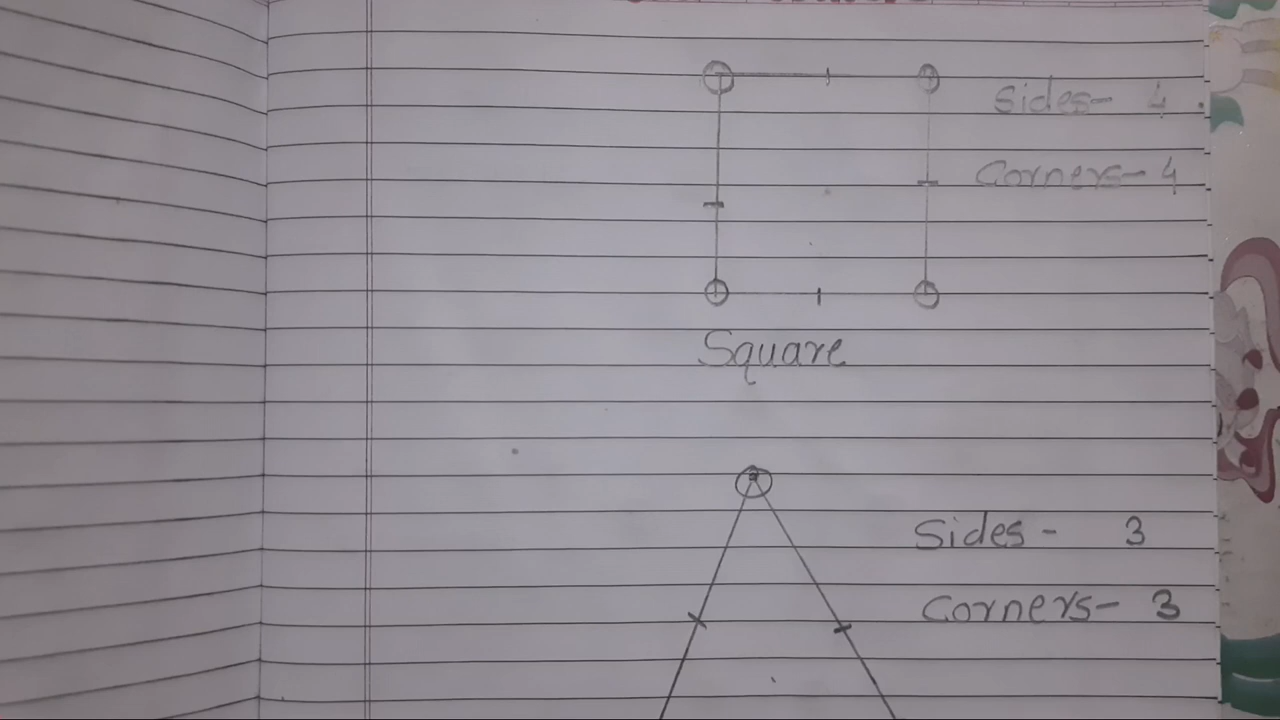 Sides- 4.
Corners- 4
Square
Sides - 3
Corners- 3